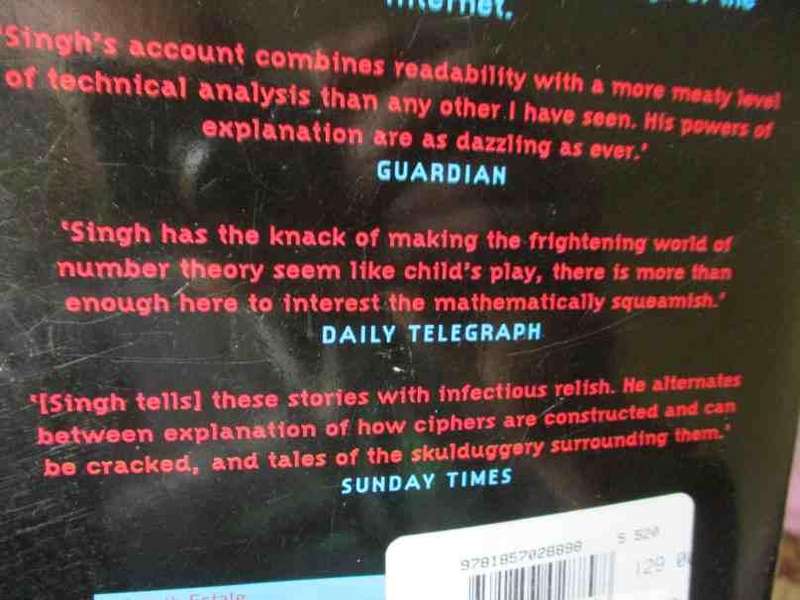 Internet.
'Singh's account combines readability with a more meaty level
of technical analysis than any other I have seen. His powers of
explanation are as dazzling as ever.'
GUARDIAN
'Singh has the knack of making the frightening world of
number theory seem like child's play, there is more than
enough here to interest the mathematically squeamish.'
DAILY TELEGRAPH
'[Singh tells] these stories with infectious relish. He alternates
between explanation of how ciphers are constructed and can
be cracked, and tales of the skulduggery surrounding them.'
SUNDAY TIMES
S 520
9781857028898
129
Estate